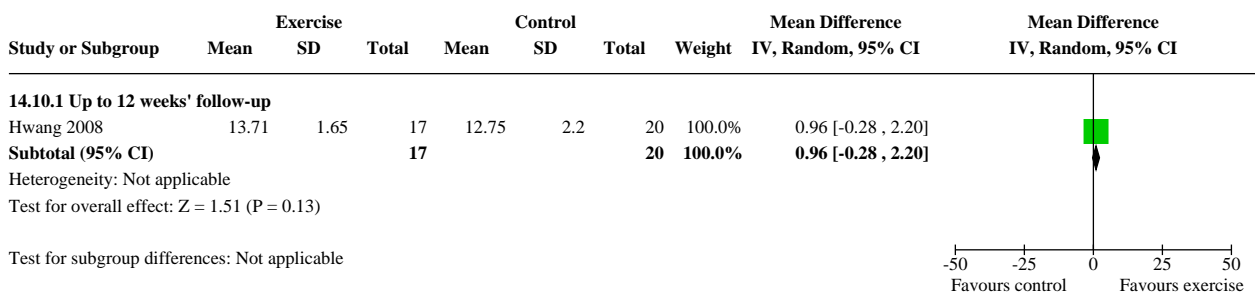 Exercise Control Mean Difference Mean Difference
Study or Subgroup Mean SD Total Mean SD Total Weight IV, Random, 95% CI IV, Random, 95% CI
14.10.1 Up to 12 weeks' follow-up
Hwang 2008 13.71 1.65 17 12.75 2.2 20 100.0% 0.96 [-0.28 , 2.20]
Subtotal (95% CI) 17 20 100.0% 0.96 [-0.28 , 2.20]
Heterogeneity: Not applicable
Test for overall effect: Z = 1.51 (P = 0.13)
Test for subgroup differences: Not applicable
-50 -25 0 25 50
Favours control Favours exercise